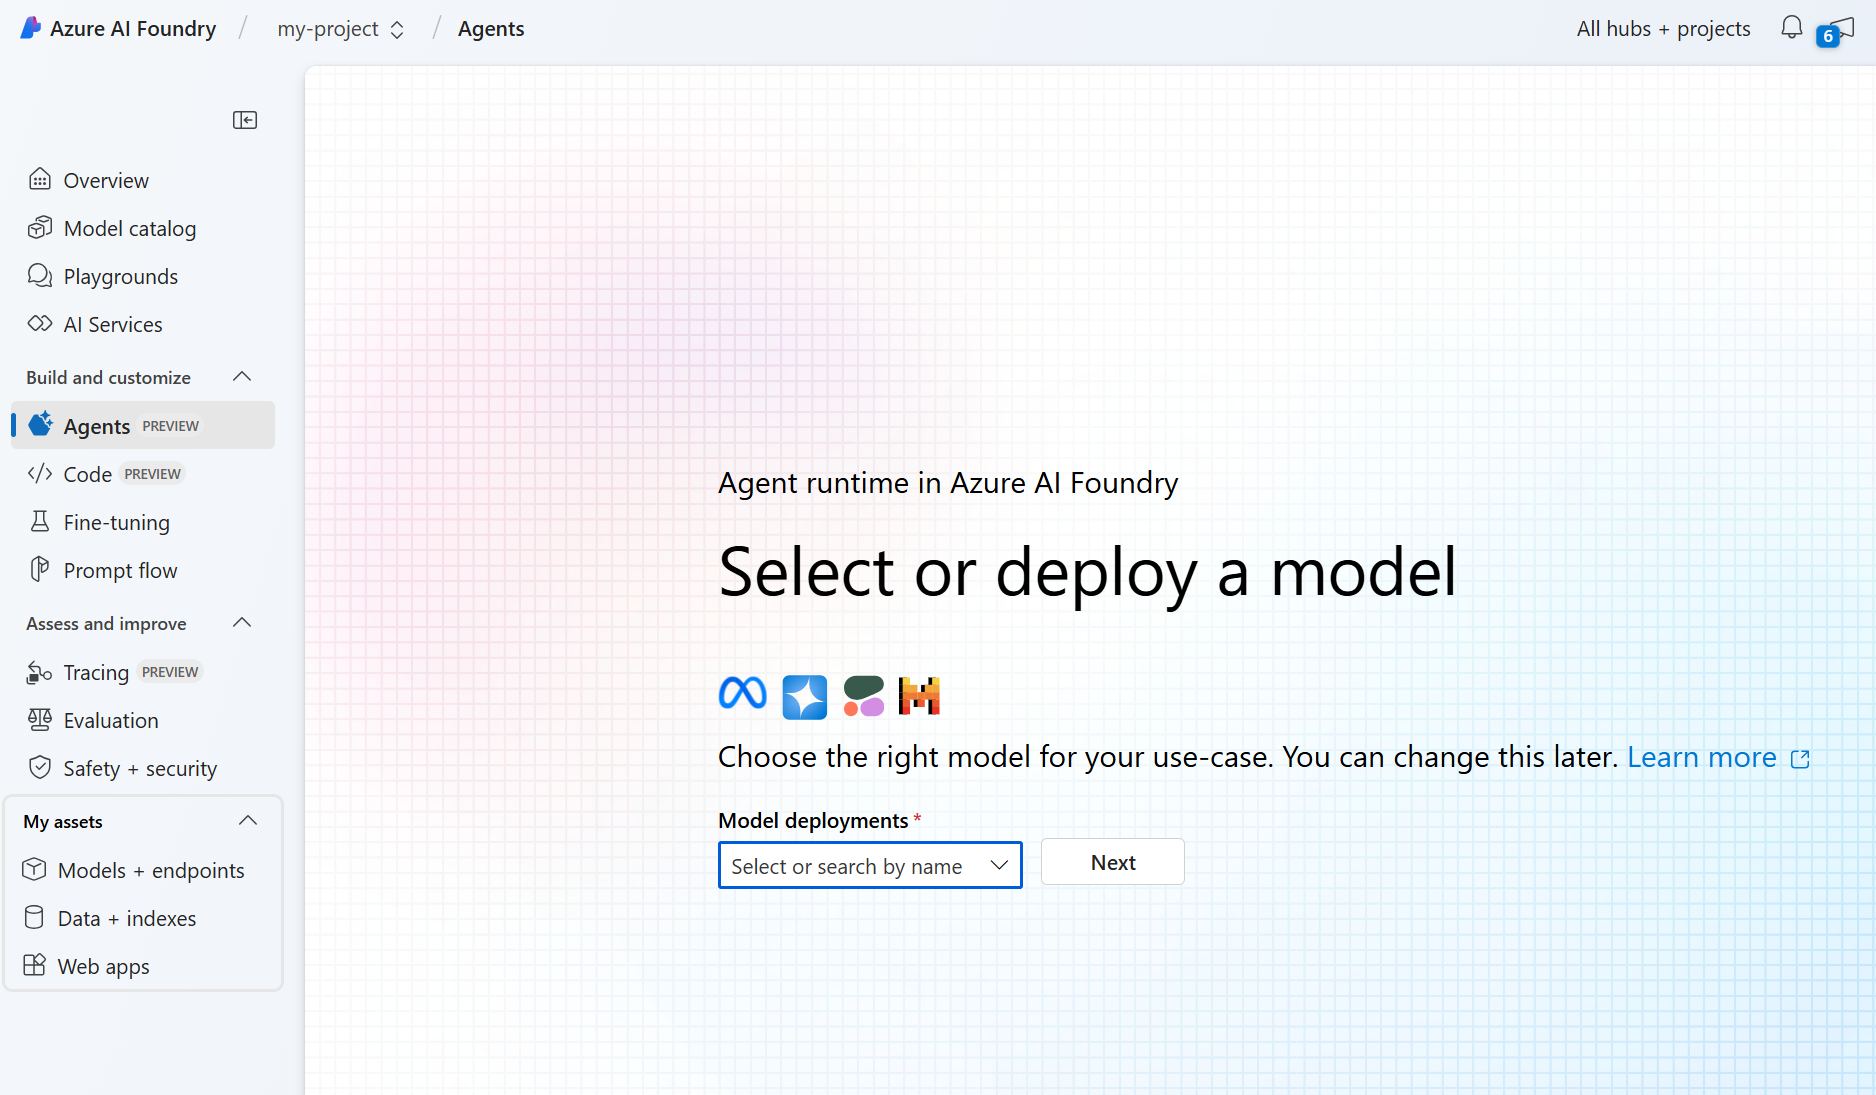 Azure AI Foundry / my-project / Agents
All hubs + projects
6
Overview
Model catalog
Playgrounds
AI Services
Build and customize
Agents PREVIEW
Code PREVIEW
Fine-tuning
Prompt flow
Assess and improve
Tracing PREVIEW
Evaluation
Safety + security
My assets
Models + endpoints
Data + indexes
Web apps
Agent runtime in Azure AI Foundry
Select or deploy a model
Choose the right model for your use-case. You can change this later. Learn more
Model deployments *
Select or search by name
Next